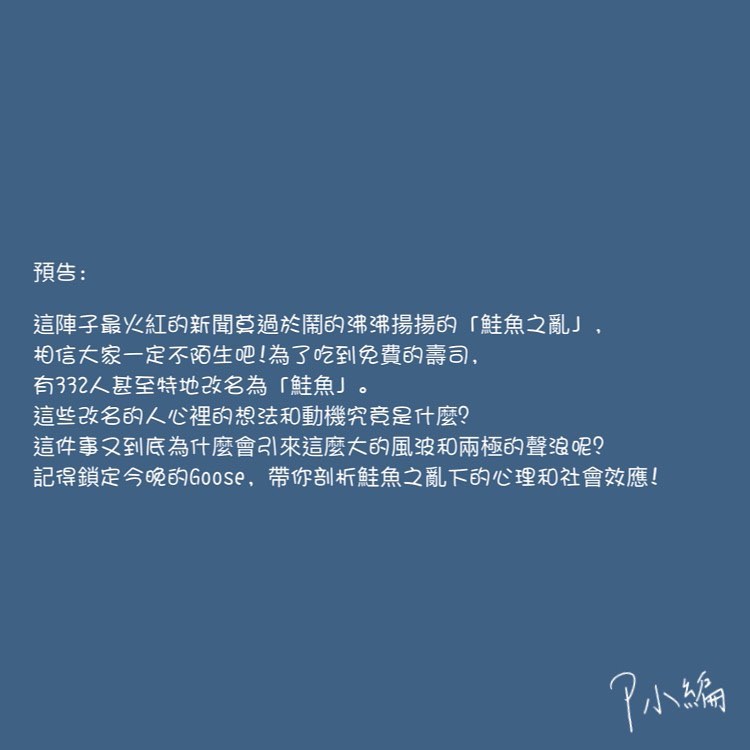 預告:
這陣子最火紅的新聞莫過於鬧的沸沸揚揚的「鮭魚之亂」,
相信大家一定不陌生吧!為了吃到免費的壽司,
有332人甚至特地改名為「鮭魚」。
這些改名的人心裡的想法和動機究竟是什麼?
這件事又到底為什麼會引來這麼大的風波和兩極的聲浪呢?
記得鎖定今晚的Goose, 帶你剖析鮭魚之亂下的心理和社會效應!
P小編